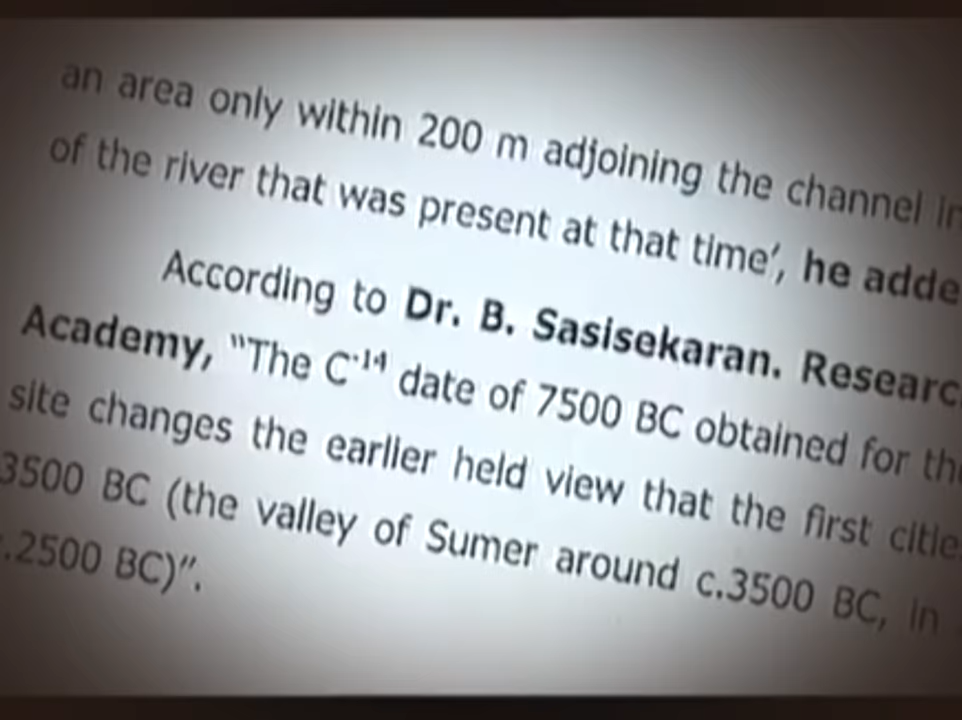 an area only within 200 m adjoining the channel in
of the river that was present at that time', he adde
According to Dr. B. Sasisekaran. Researc
Academy, "The C-14 date of 7500 BC obtained for the
site changes the earlier held view that the first citie
3500 BC (the valley of Sumer around c.3500 BC, in
.2500 BC)".